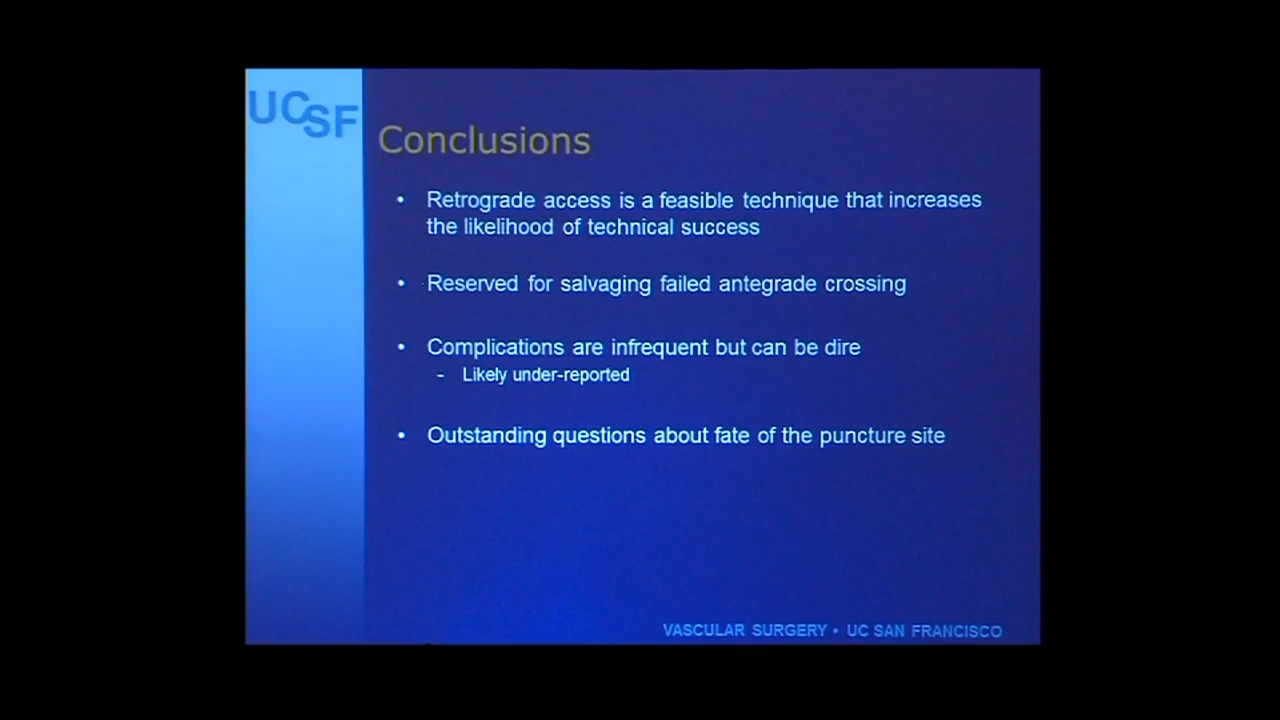 UCSF
Conclusions
• Retrograde access is a feasible technique that increases
the likelihood of technical success
• Reserved for salvaging failed antegrade crossing
• Complications are infrequent but can be dire
- Likely under-reported
• Outstanding questions about fate of the puncture site
VASCULAR SURGERY • UC SAN FRANCISCO